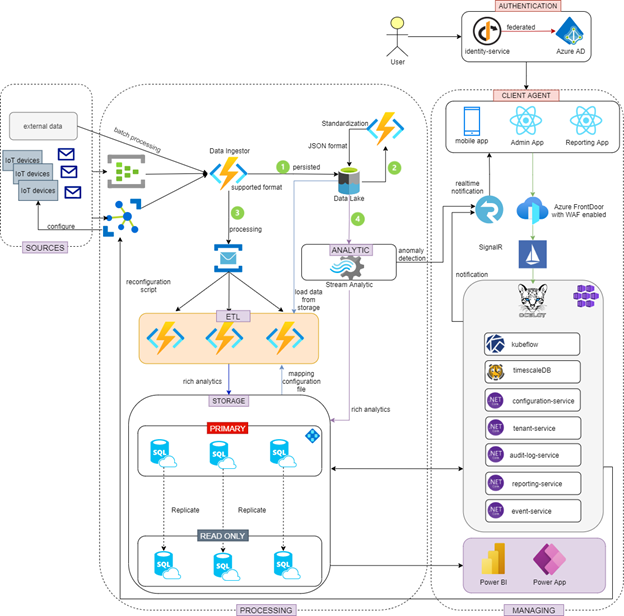 AUTHENTICATION
federated
identity-service
Azure AD
User
CLIENT AGENT
mobile app
Admin App
Reporting App
external data
batch processing
IoT devices
IoT devices
IoT devices
configure
SOURCES
Data Ingestor
supported format
1
persisted
Standardization
JSON format
2
Data Lake
3
processing
4
ANALYTIC
Stream Analytic
anomaly
detection
realtime
notification
Azure FrontDoor
with WAF enabled
SignalR
notification
reconfiguration
script
load data
from
storage
ETL
rich analytics
mapping
configuration
file
rich analytics
STORAGE
PRIMARY
SQL
SQL
SQL
Replicate
Replicate
READ ONLY
SQL
SQL
SQL
OCELOT
kubeflow
timescaleDB
NET
configuration-service
NET
tenant-service
NET
audit-log-service
NET
reporting-service
NET
event-service
Power BI
Power App
PROCESSING
MANAGING